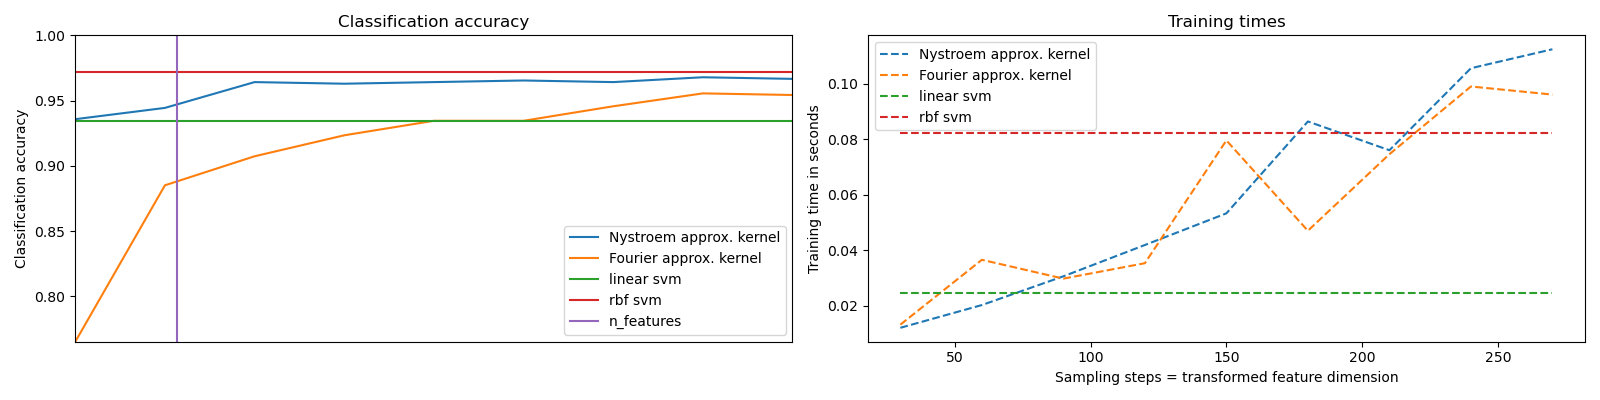 Classification accuracy
Classification accuracy
1.00
0.95
0.90
0.85
0.80
Nystroem approx. kernel
Fourier approx. kernel
linear svm
rbf svm
n_features
Training times
Training time in seconds
0.10
0.08
0.06
0.04
0.02
Nystroem approx. kernel
Fourier approx. kernel
linear svm
rbf svm
50 100 150 200 250
Sampling steps = transformed feature dimension